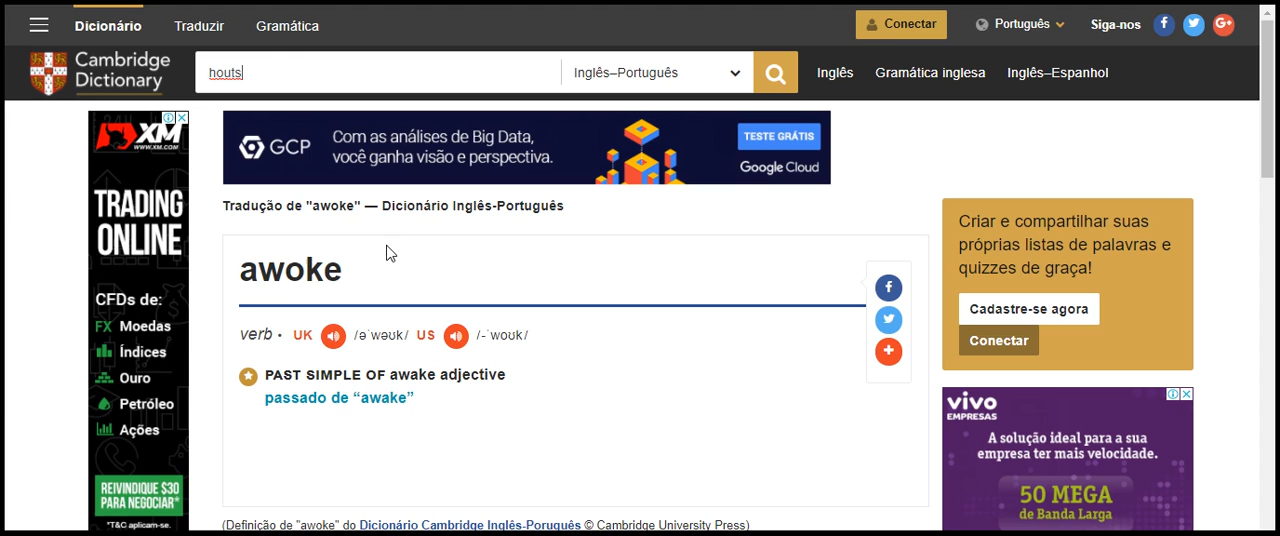 Dicionário Traduzir Gramática Conectar Português Siga-nos
Cambridge Dictionary
houts Inglês–Português Inglês Gramática inglesa Inglês–Espanhol
XM
WWW.XM.COM
TRADING
ONLINE
CFDs de:
FX Moedas
Índices
Ouro
Petróleo
Ações
REIVINDIQUE $30
PARA NEGOCIAR*
*T&C aplicam-se.
GCP
Com as análises de Big Data,
você ganha visão e perspectiva.
TESTE GRÁTIS
Google Cloud
Tradução de "awoke" — Dicionário Inglês-Português
awoke
verb • UK /əˈwəʊk/ US /-ˈwoʊk/
PAST SIMPLE OF awake adjective
passado de “awake”
(Definição de "awoke" do Dicionário Cambridge Inglês-Poruguês © Cambridge University Press)
Criar e compartilhar suas
próprias listas de palavras e
quizzes de graça!
Cadastre-se agora
Conectar
vivo
EMPRESAS
A solução ideal para a sua
empresa ter mais velocidade.
50 MEGA
de Banda Larga